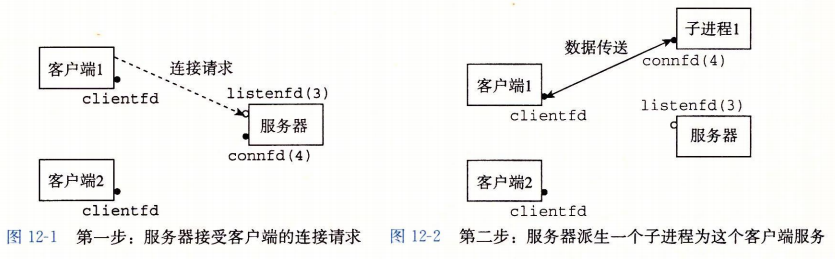 客户端1
连接请求
clientfd
listenfd(3)
服务器
connfd(4)
客户端2
clientfd
图 12-1 第一步：服务器接受客户端的连接请求
子进程1
数据传送
connfd(4)
客户端1
clientfd
listenfd(3)
服务器
客户端2
clientfd
图 12-2 第二步：服务器派生一个子进程为这个客户端服务